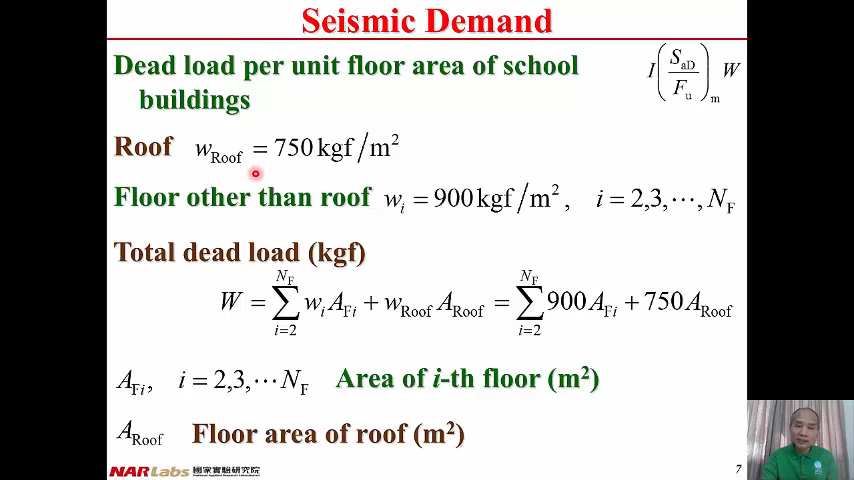 Seismic Demand
Dead load per unit floor area of school
buildings
I(S_aD/F_u)_m W
Roof w_Roof = 750 kgf/m²
Floor other than roof w_i = 900 kgf/m², i = 2,3,⋯, N_F
Total dead load (kgf)
W = ∑_{i=2}^{N_F} w_i A_Fi + w_Roof A_Roof = ∑_{i=2}^{N_F} 900 A_Fi + 750 A_Roof
A_Fi, i = 2,3,⋯N_F Area of i-th floor (m²)
A_Roof Floor area of roof (m²)
NARLabs 國家實驗研究院
7